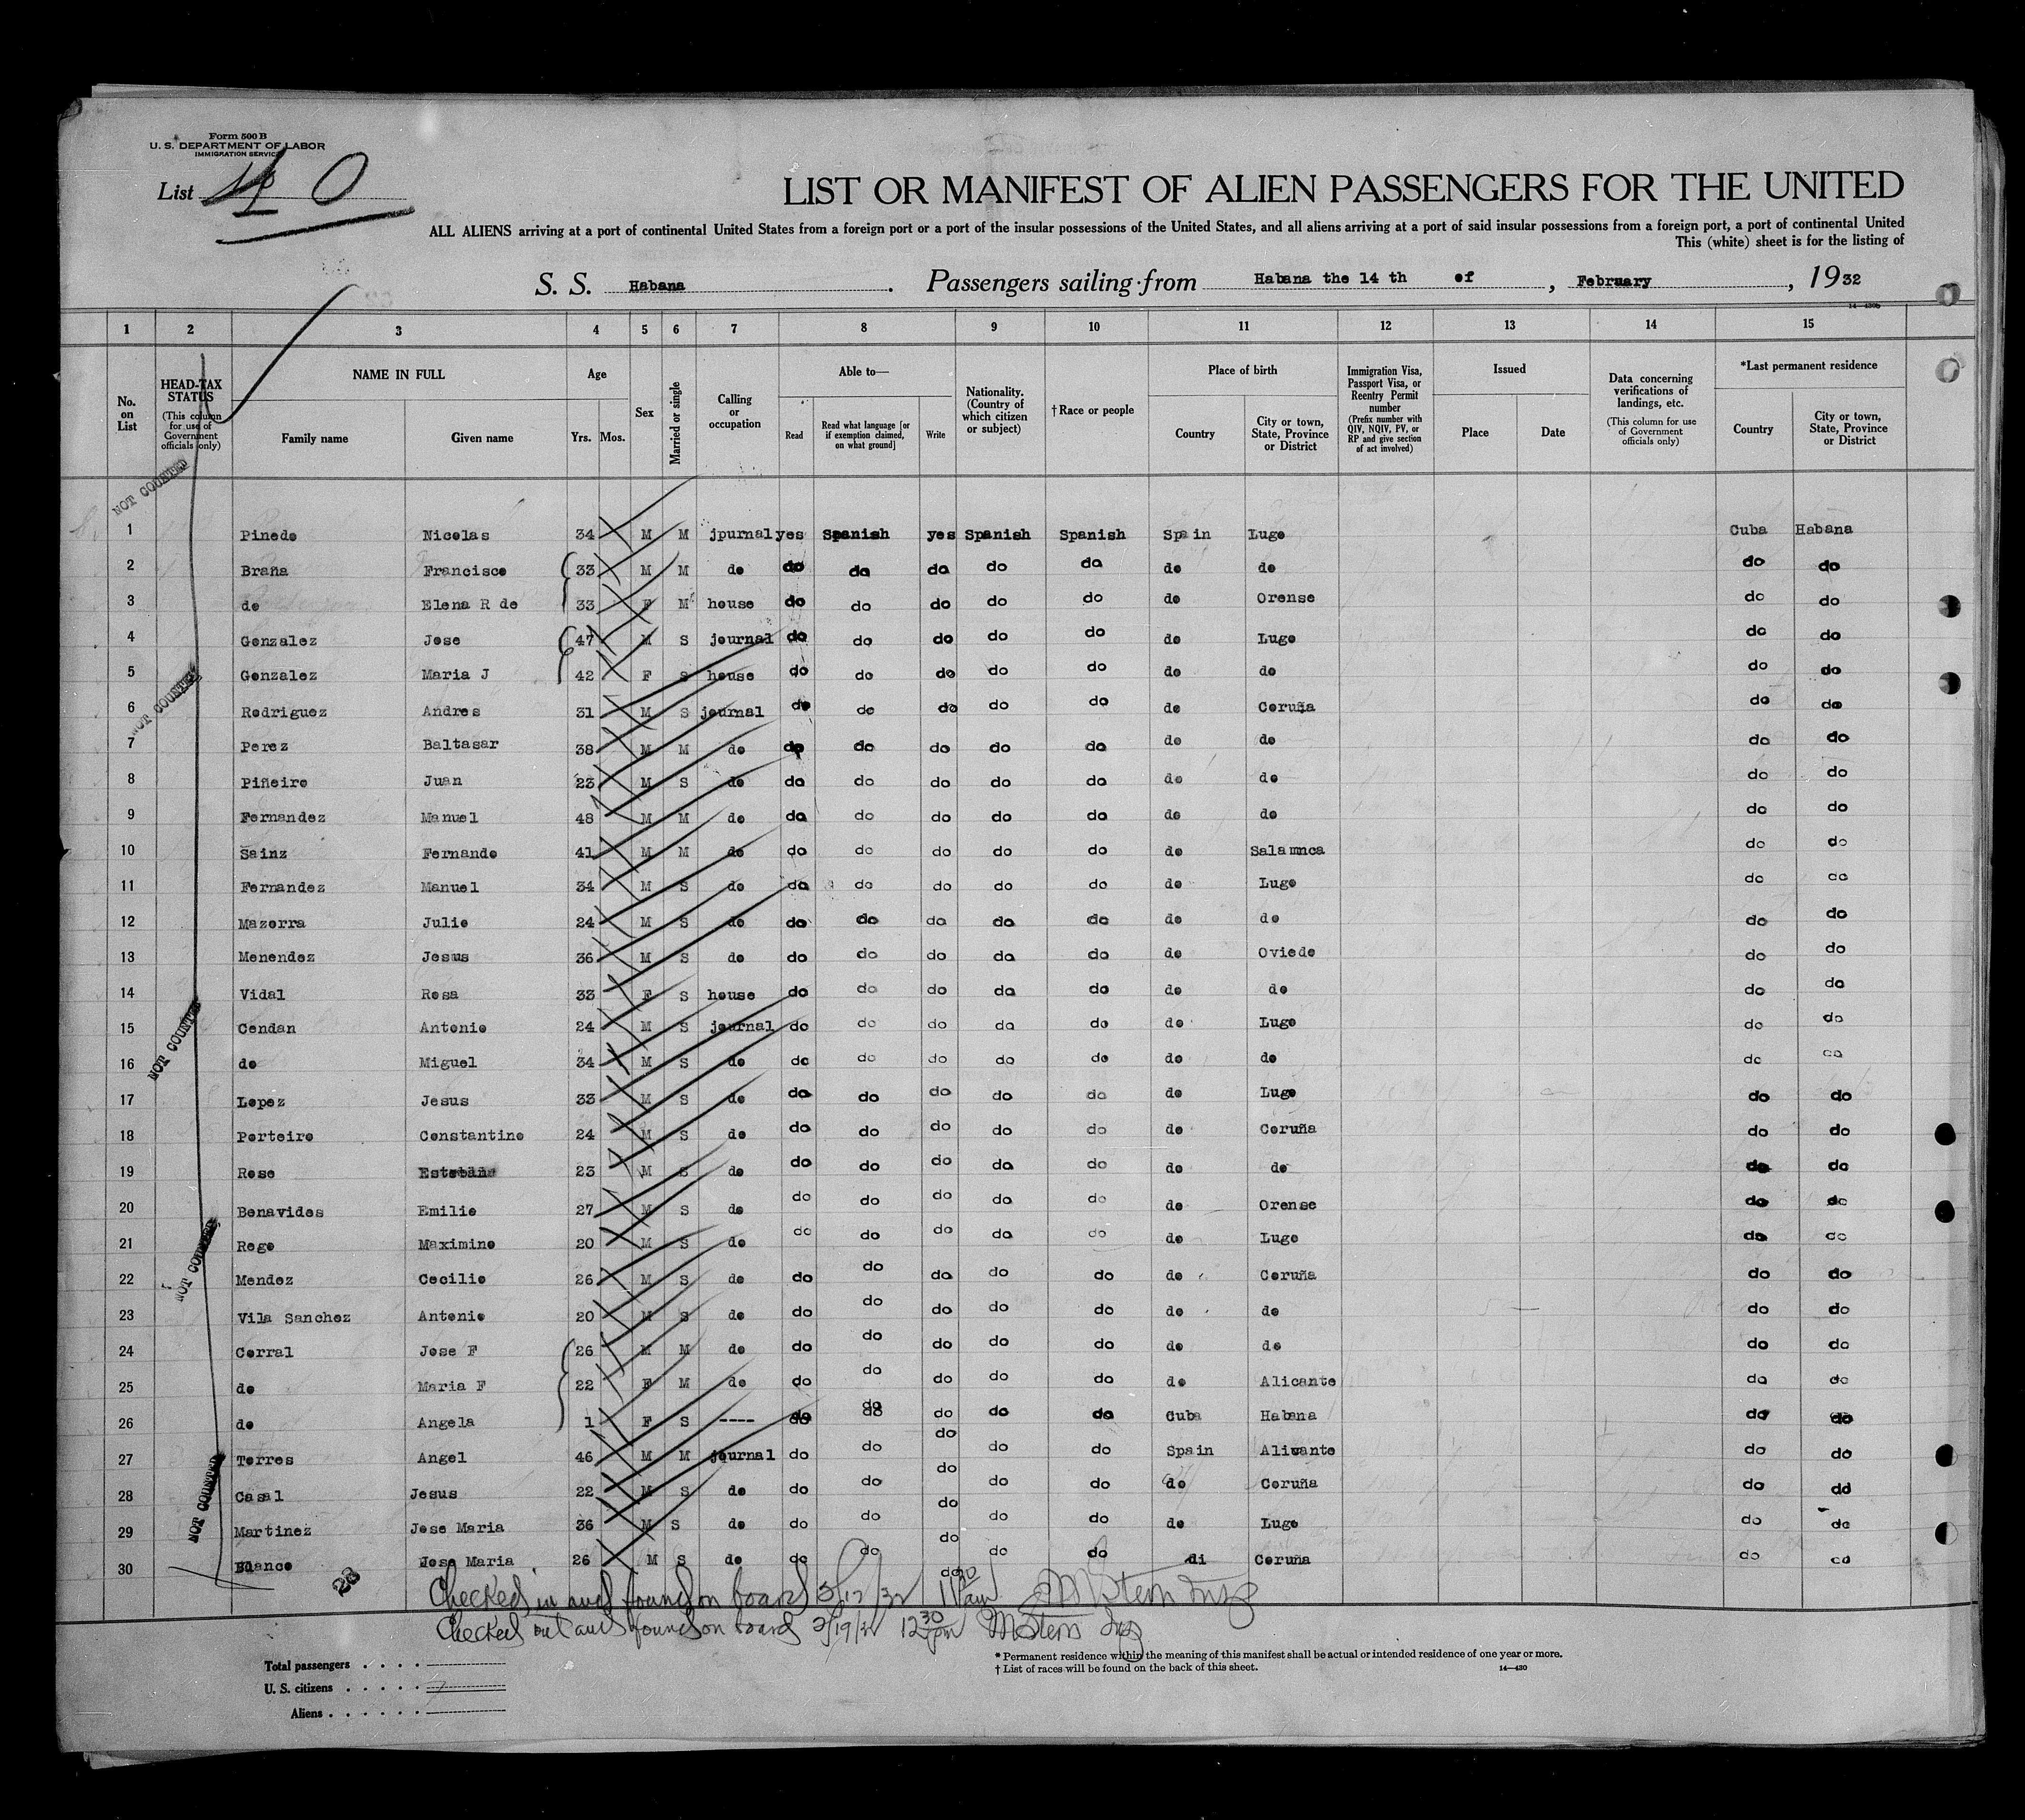 Form 500 B
U. S. DEPARTMENT OF LABOR
IMMIGRATION SERVICE
List
LIST OR MANIFEST OF ALIEN PASSENGERS FOR THE UNITED
ALL ALIENS arriving at a port of continental United States from a foreign port or a port of the insular possessions of the United States, and all aliens arriving at a port of said insular possessions from a foreign port, a port of continental United
This (white) sheet is for the listing of
S. S. Habana . Passengers sailing from Habana the 14 th of , February , 1932
1 2 3 4 5 6 7 8 9 10 11 12 13 14 15
No. on List
HEAD-TAX STATUS (This column for use of Government officials only)
NAME IN FULL
Family name
Given name
Age
Yrs. Mos.
Sex
Married or single
Calling or occupation
Able to—
Read
Read what language [or if exemption claimed, on what ground]
Write
Nationality. (Country of which citizen or subject)
†Race or people
Place of birth
Country
City or town, State, Province or District
Immigration Visa, Passport Visa, or Reentry Permit number (Prefix number with QIV, NQIV, PV, or RP and give section of act involved)
Issued
Place
Date
Data concerning verifications of landings, etc. (This column for use of Government officials only)
*Last permanent residence
Country
City or town, State, Province or District
NOT COUNTED
1 Pinedo Nicolas 34 M M jpurnal yes Spanish yes Spanish Spanish Spain Lugo Cuba Habana
2 Braña Francisco 33 M M do do do do do do do do do do
3 do Elena R de 33 F M house do do do do do do Orense do do
4 Gonzalez Jose 47 M S journal do do do do do do Lugo do do
5 Gonzalez Maria J 42 F S house do do do do do do do do do
NOT COUNTED
6 Rodriguez Andres 31 M S journal do do do do do do Coruña do do
7 Perez Baltasar 38 M M do do do do do do do do do do
8 Piñeiro Juan 23 M S do do do do do do do do do do
9 Fernandez Manuel 48 M M do do do do do do do do do do
10 Sainz Fernando 41 M M do do do do do do do Salamnca do do
11 Fernandez Manuel 34 M S do do do do do do do Lugo do do
12 Mazorra Julio 24 M S do do do do do do do do do do
13 Menendez Jesus 36 M S do do do do do do do Oviedo do do
14 Vidal Rosa 33 F S house do do do do do do do do do
15 Cendan Antonio 24 M S journal do do do do do do Lugo do do
NOT COUNTED
16 do Miguel 34 M S do do do do do do do do do do
17 Lopez Jesus 33 M S do do do do do do do Lugo do do
18 Porteiro Constantino 24 M S do do do do do do do Coruña do do
19 Rose 23 M S do do do do do do do do do do
20 Benavides Emilio 27 M S do do do do do do do Orense do do
21 Rego Maximino 20 M S do do do do do do do Lugo do do
NOT COUNTED
22 Mendez Cecilio 26 M S do do do do do do do Coruña do do
23 Vila Sanchez Antonio 20 M S do do do do do do do do do do
24 Corral Jose F 26 M M do do do do do do do do do do
25 do Maria F 22 F M do do do do do do do Alicante do do
26 do Angela 1 F S ---- do do do do do Cuba Habana do do
27 Torres Angel 46 M M journal do do do do do Spain Alicante do do
28 Casal Jesus 22 M S do do do do do do do Coruña do dd
NOT COUNTED
29 Martinez Jose Maria 36 M S do do do do do do do Lugo do do
30 Blanco Jose Maria 26 M S do do do do do do di Coruña do do
28
Checked in and found on board
Checked out and found on board 2/19/32 12 30 pm
Total passengers
U. S. citizens
Aliens
* Permanent residence within the meaning of this manifest shall be actual or intended residence of one year or more.
† List of races will be found on the back of this sheet.
14—430